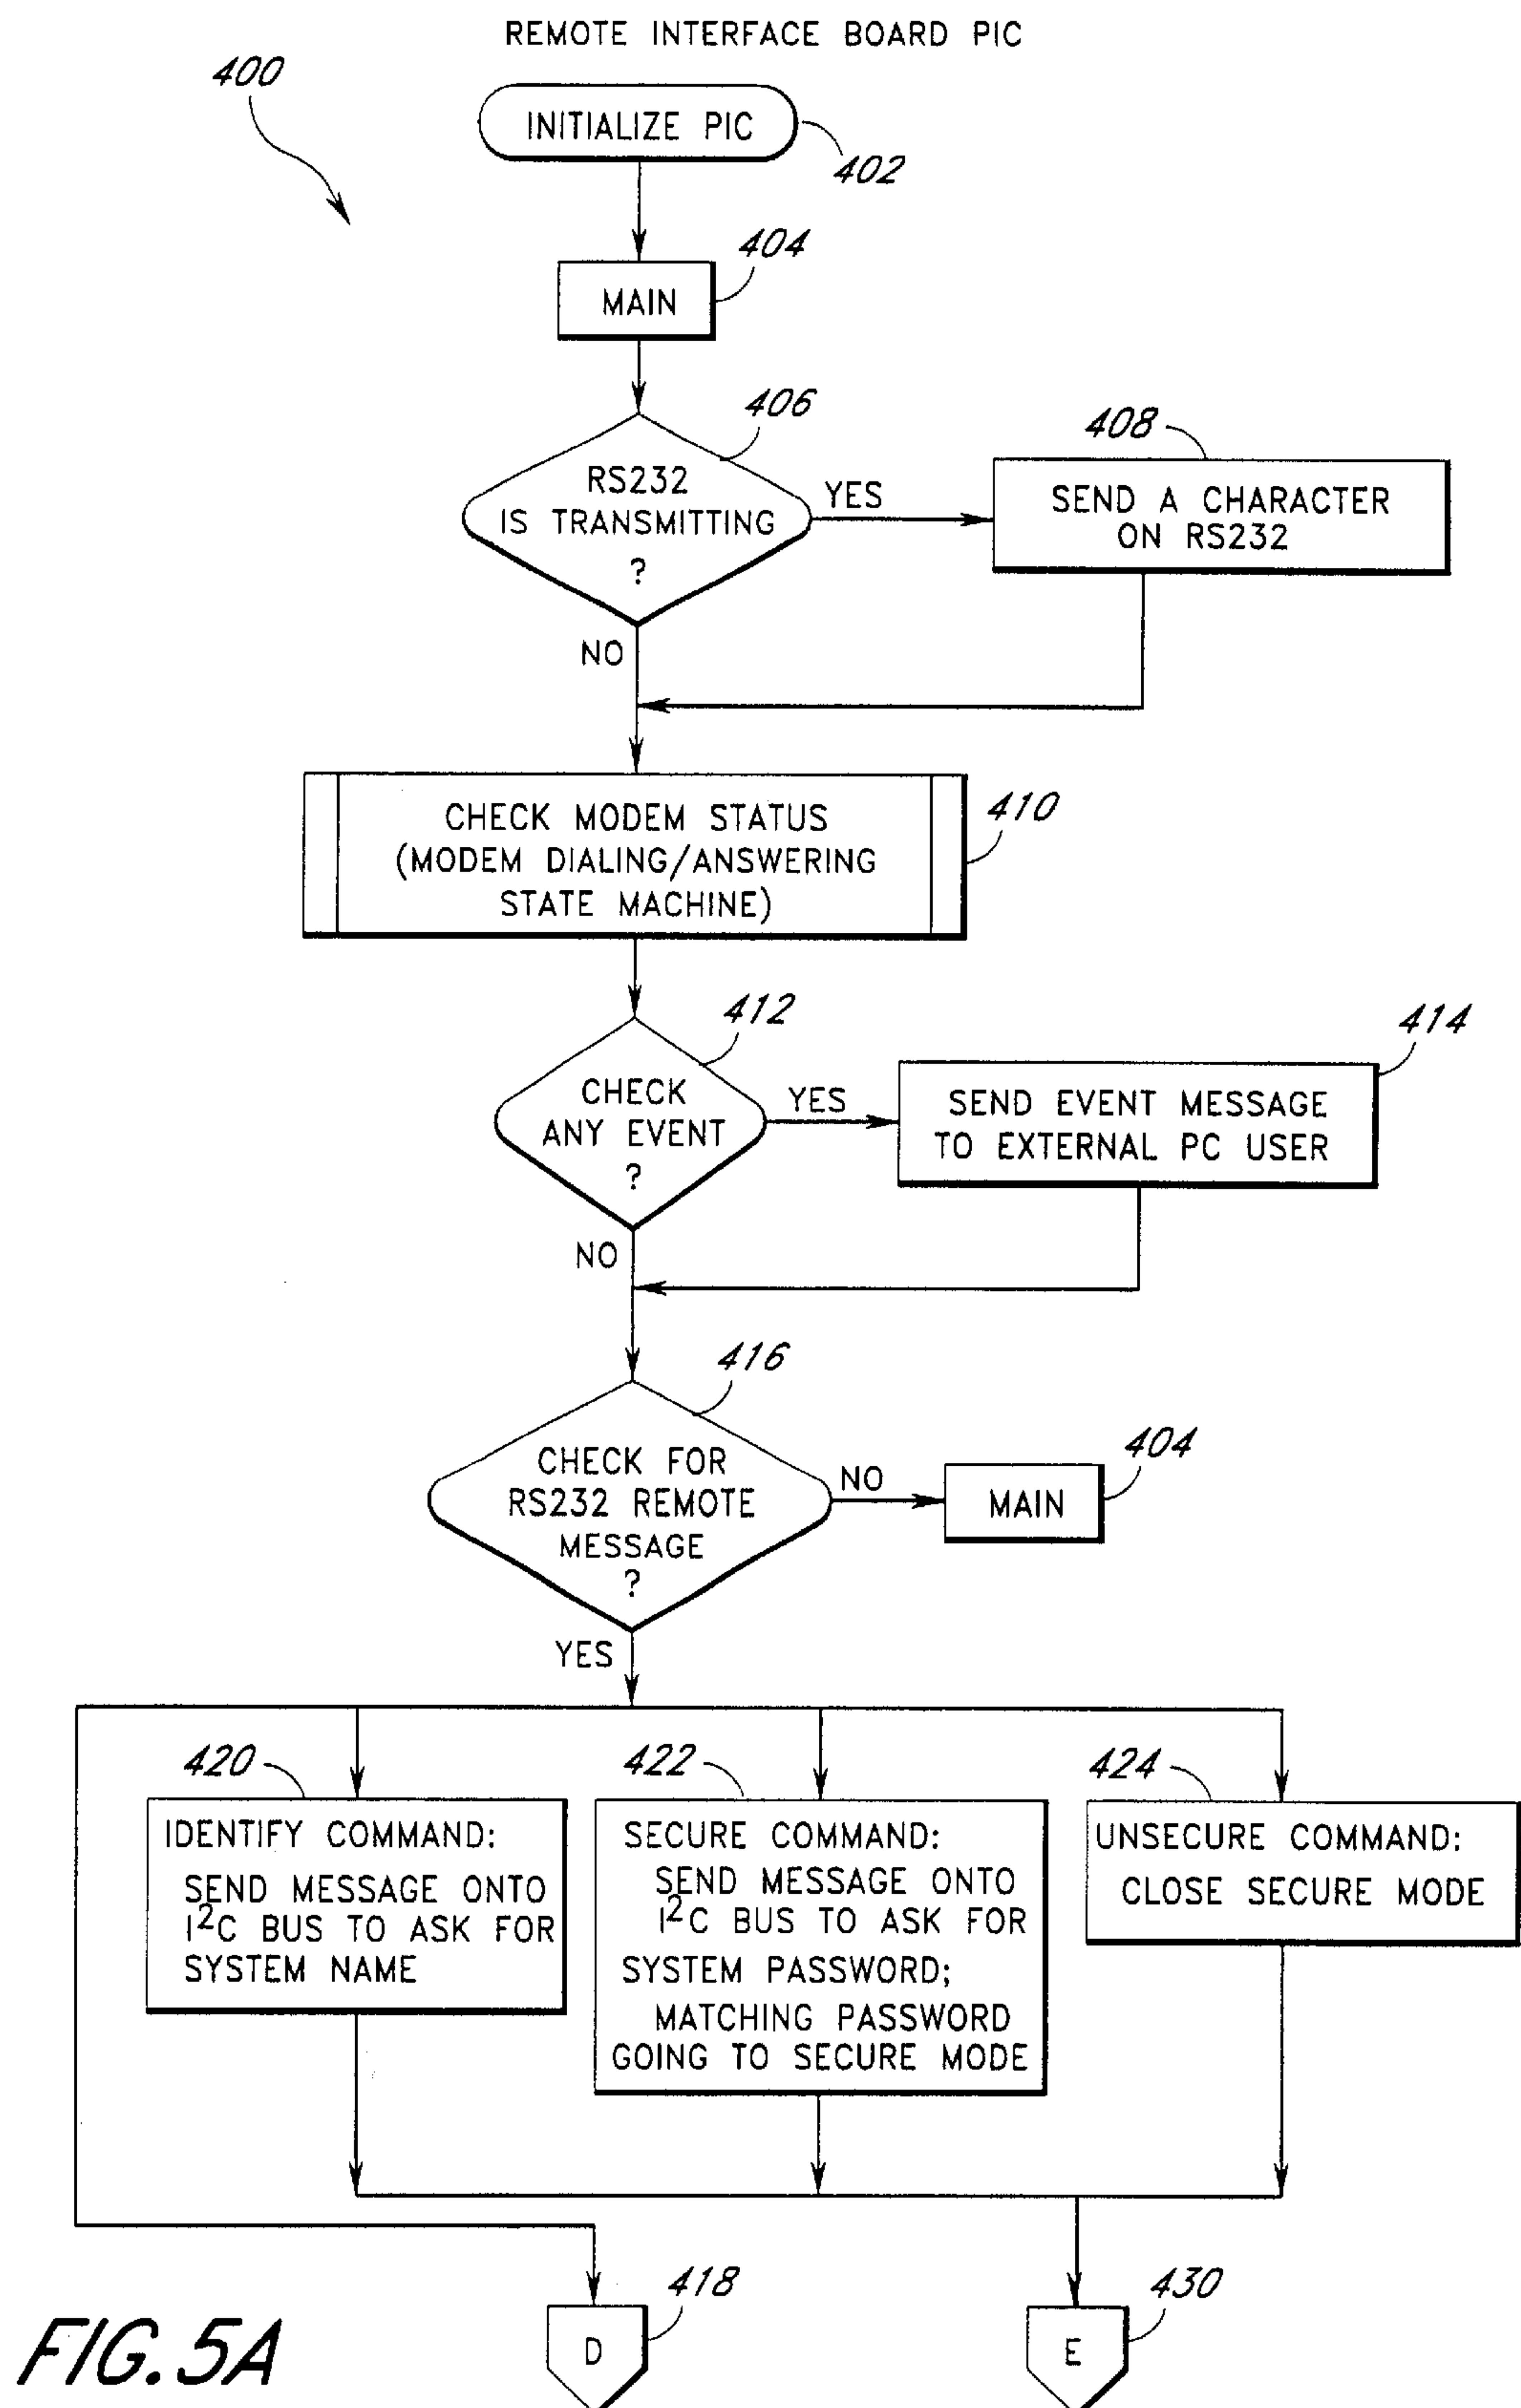 REMOTE INTERFACE BOARD PIC
400
INITIALIZE PIC
402
404
MAIN
406
RS232
IS TRANSMITTING
?
YES
408
SEND A CHARACTER
ON RS232
NO
CHECK MODEM STATUS
(MODEM DIALING/ANSWERING
STATE MACHINE)
410
412
CHECK
ANY EVENT
?
YES
414
SEND EVENT MESSAGE
TO EXTERNAL PC USER
NO
416
CHECK FOR
RS232 REMOTE
MESSAGE
?
NO
404
MAIN
YES
420
IDENTIFY COMMAND:
SEND MESSAGE ONTO
I²C BUS TO ASK FOR
SYSTEM NAME
422
SECURE COMMAND:
SEND MESSAGE ONTO
I²C BUS TO ASK FOR
SYSTEM PASSWORD;
MATCHING PASSWORD
GOING TO SECURE MODE
424
UNSECURE COMMAND:
CLOSE SECURE MODE
418
D
430
E
FIG. 5A